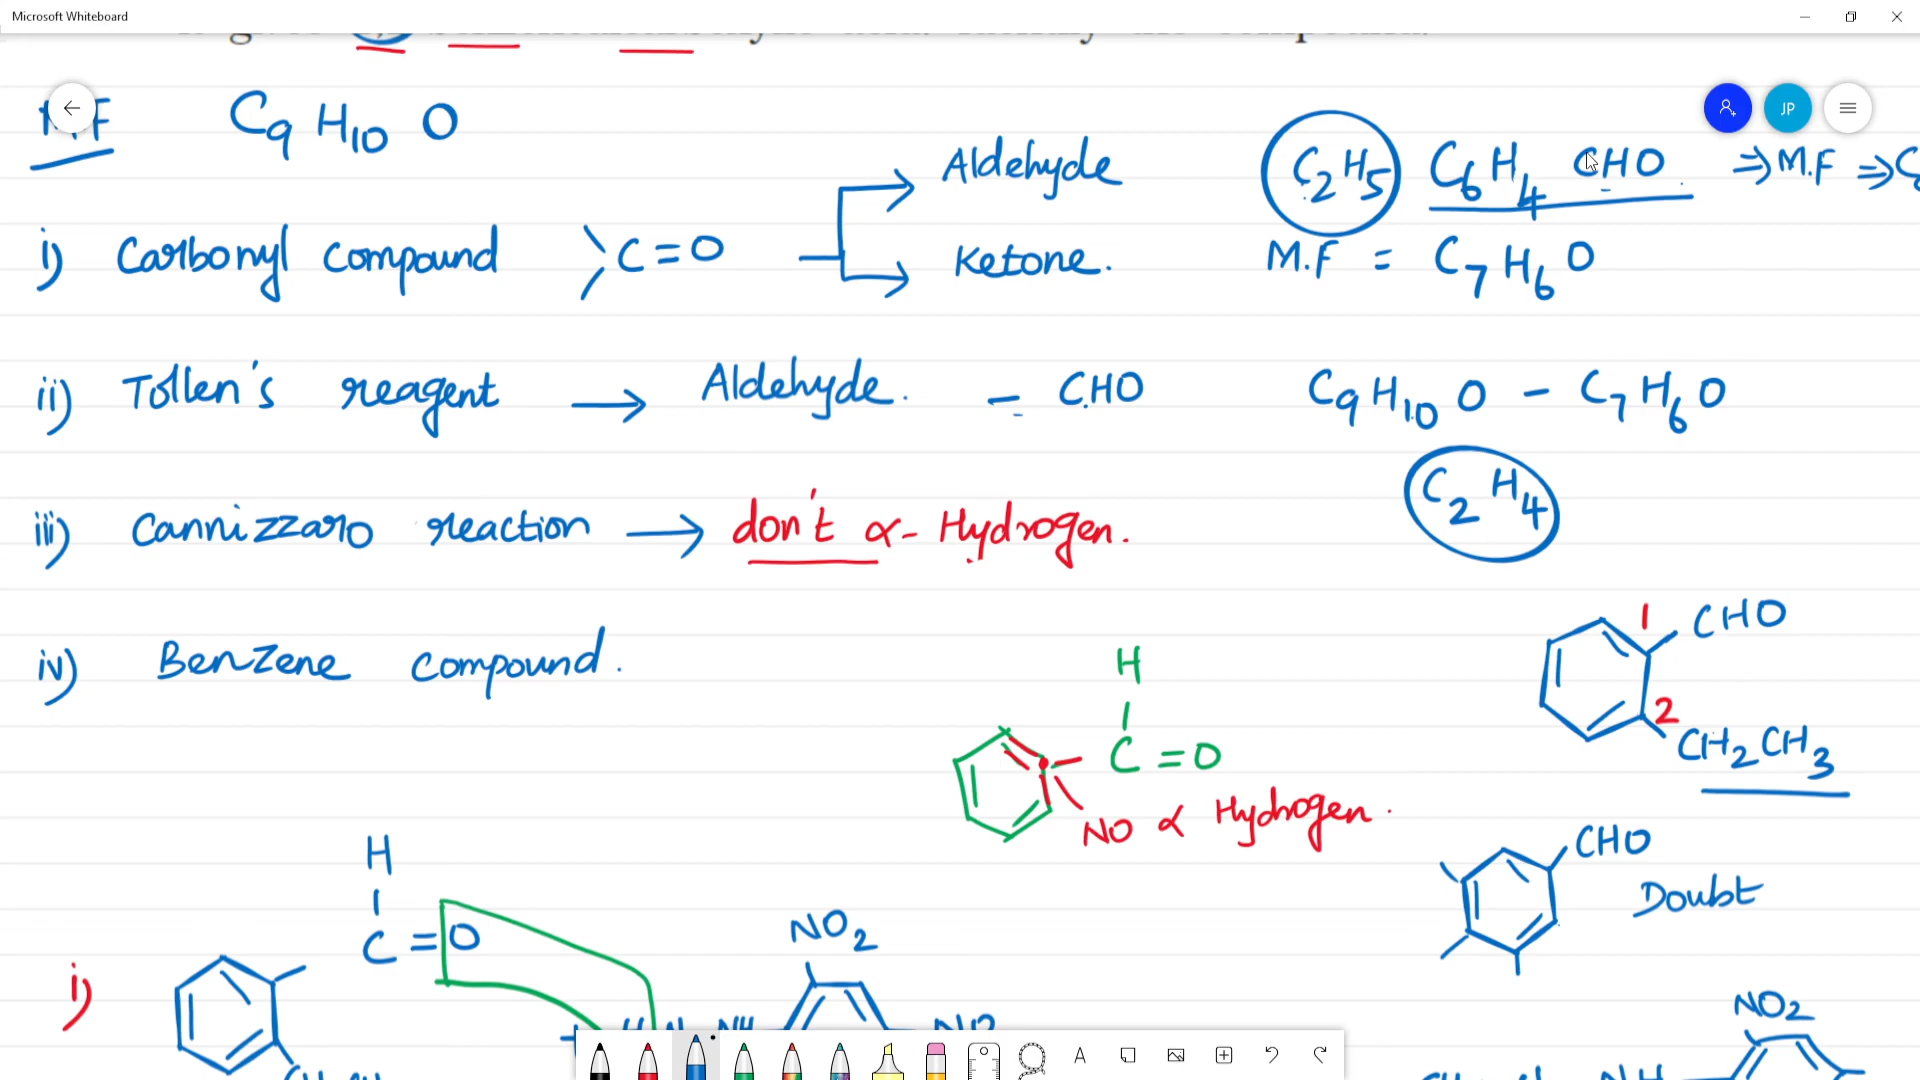 Microsoft Whiteboard
JP
C9 H10 O
Aldehyde
C2H5 C6H4 CHO ⇒ M.F ⇒
i) Carbonyl compound >C=O
Ketone.
M.F = C7H6O
ii) Tollen's reagent → Aldehyde. - CHO
C9H10O - C7H6O
C2H4
iii) Cannizzaro reaction → don't α- Hydrogen.
iv) Benzene compound.
1 CHO
2 CH2CH3
H
C=O
NO α Hydrogen.
CHO
Doubt
H
C=O
i)
NO2
NO2